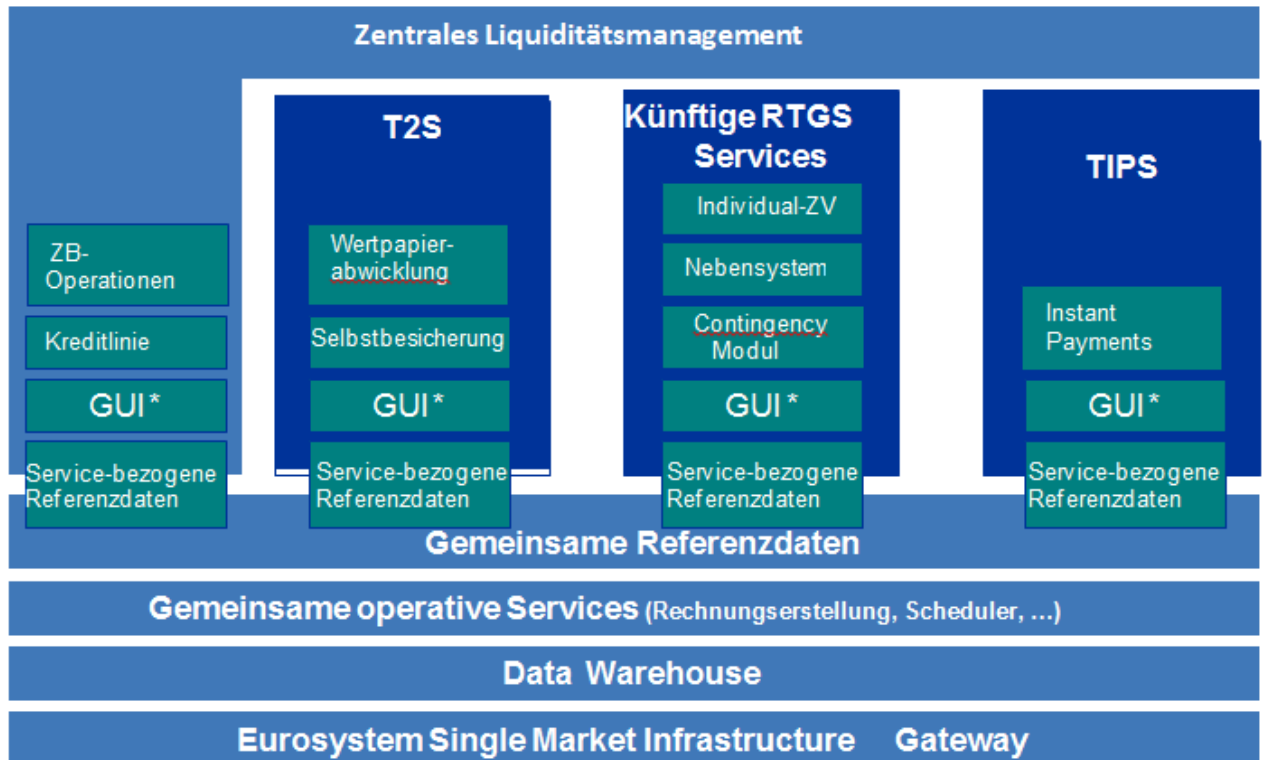 Zentrales Liquiditätsmanagement
ZB-
Operationen
Kreditlinie
GUI*
Service-bezogene
Referenzdaten
T2S
Wertpapier-
abwicklung
Selbstbesicherung
GUI*
Service-bezogene
Referenzdaten
Künftige RTGS
Services
Individual-ZV
Nebensystem
Contingency
Modul
GUI*
Service-bezogene
Referenzdaten
TIPS
Instant
Payments
GUI*
Service-bezogene
Referenzdaten
Gemeinsame Referenzdaten
Gemeinsame operative Services (Rechnungserstellung, Scheduler, ...)
Data Warehouse
Eurosystem Single Market Infrastructure Gateway